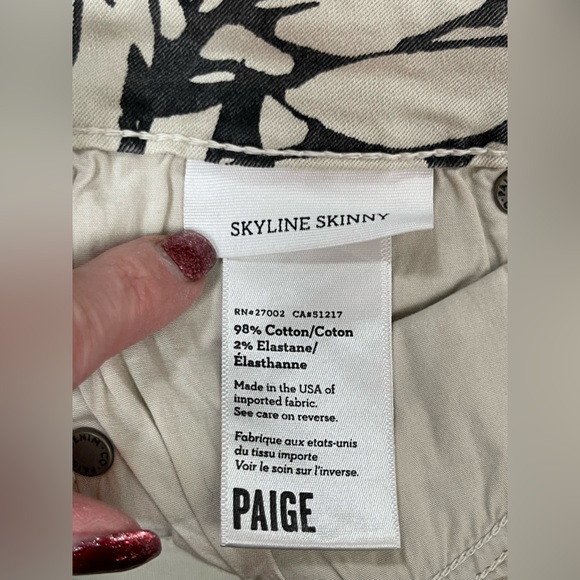 SKYLINE SKINNY
RN#27002 CA#51217
98% Cotton/Coton
2% Elastane/
Élasthanne
Made in the USA of
imported fabric.
See care on reverse.
Fabrique aux etats-unis
du tissu importe
Voir le soin sur l'inverse.
PAIGE